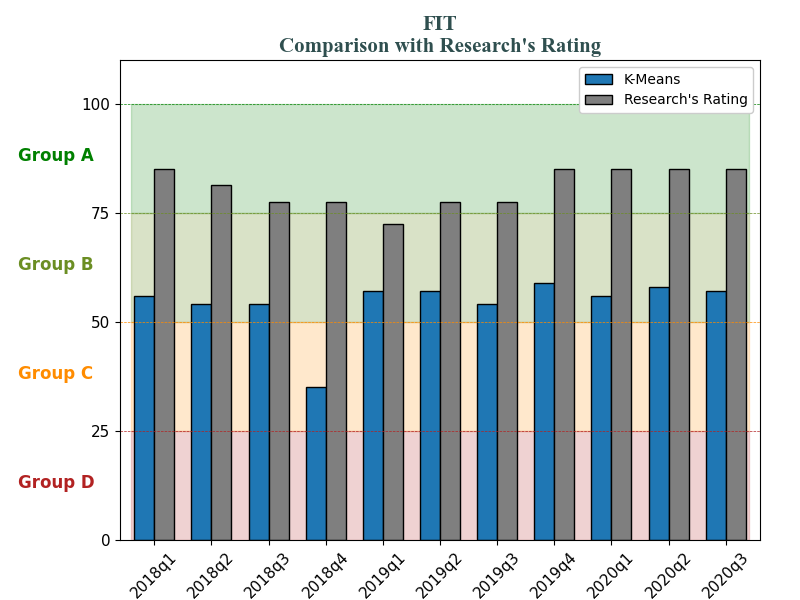 FIT
Comparison with Research's Rating
K-Means
Research's Rating
100
Group A
75
Group B
50
Group C
25
Group D
0
2018q1
2018q2
2018q3
2018q4
2019q1
2019q2
2019q3
2019q4
2020q1
2020q2
2020q3